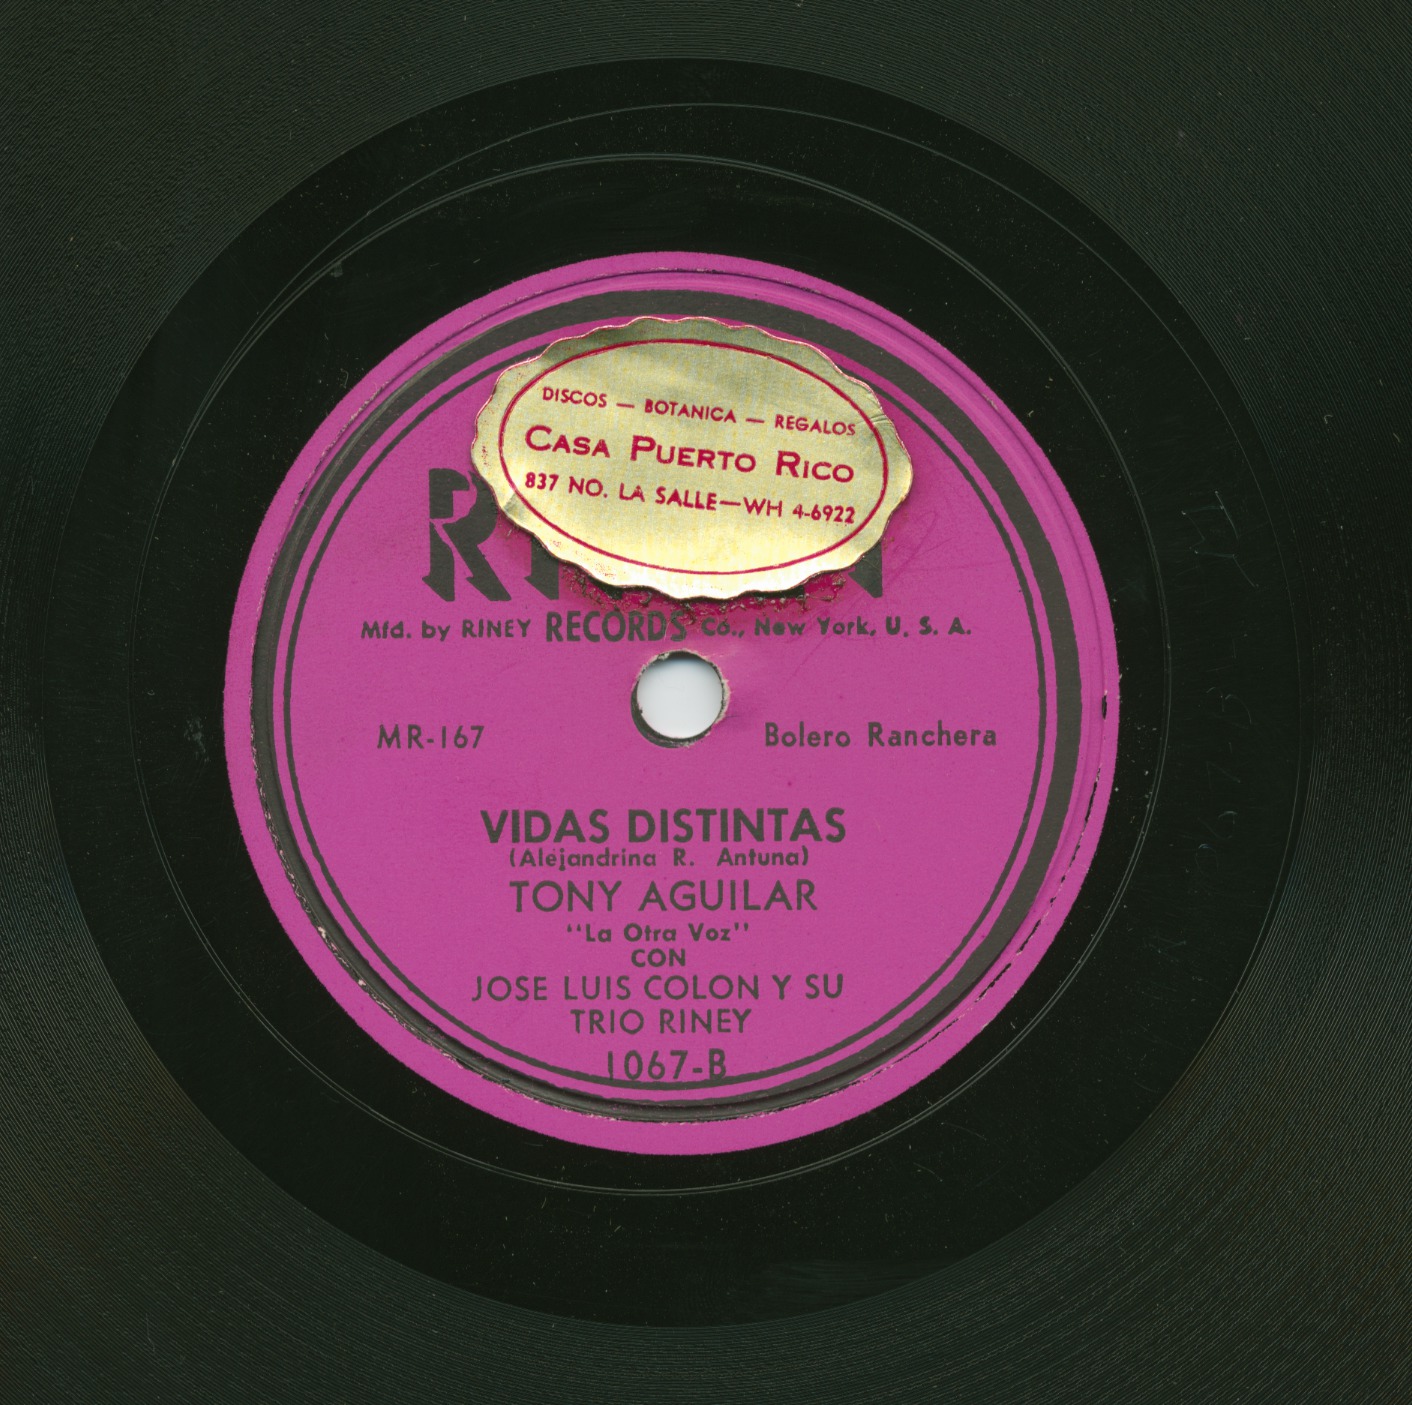 DISCOS — BOTANICA — REGALOS
CASA PUERTO RICO
837 NO. LA SALLE—WH 4-6922
Mfd. by RINEY RECORDS Co., New York, U. S. A.
MR-167
Bolero Ranchera
VIDAS DISTINTAS
(Alejandrina R. Antuna)
TONY AGUILAR
"La Otra Voz"
CON
JOSE LUIS COLON Y SU
TRIO RINEY
1067-B